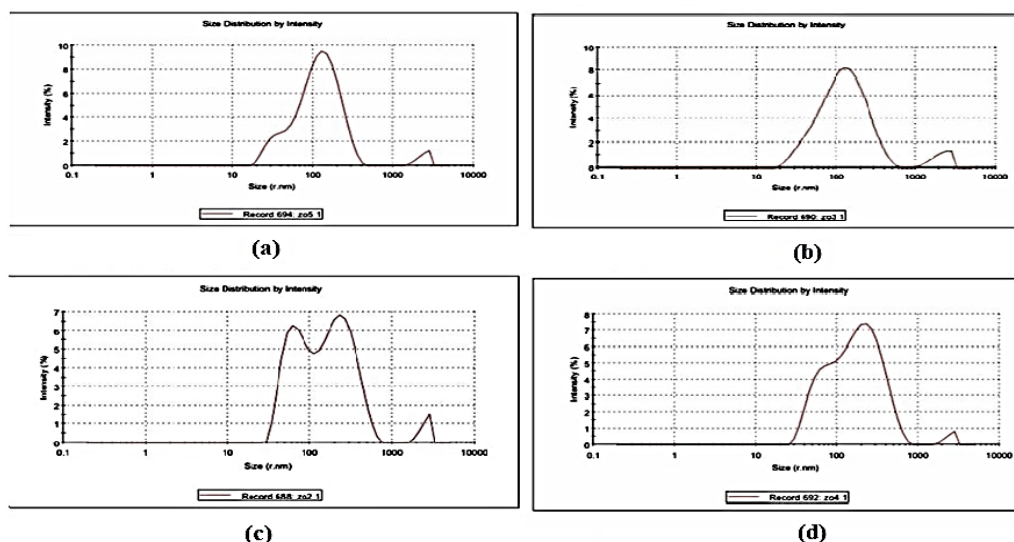 Size Distribution by Intensity
Intensity (%)
10
8
6
4
2
0
0.1 1 10 100 1000 10000
Size (r.nm)
Record 694: zo5 1
(a)
Size Distribution by Intensity
Intensity (%)
10
8
6
4
2
0
0.1 1 10 100 1000 10000
Size (r.nm)
Record 690: zo3 1
(b)
Size Distribution by Intensity
Intensity (%)
7
6
5
4
3
2
1
0
0.1 1 10 100 1000 10000
Size (r.nm)
Record 688: zo2 1
(c)
Size Distribution by Intensity
Intensity (%)
8
7
6
5
4
3
2
1
0
0.1 1 10 100 1000 10000
Size (r.nm)
Record 692: zo4 1
(d)